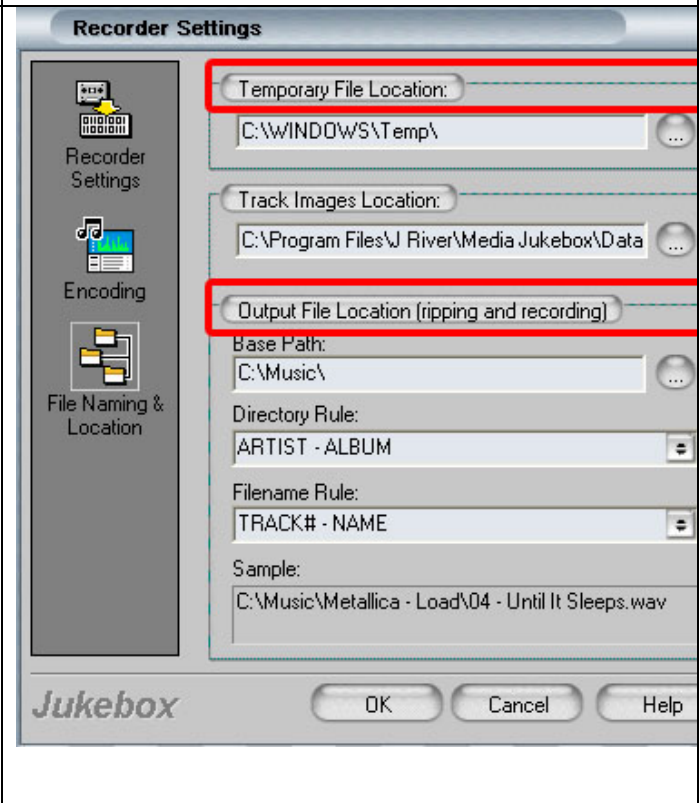 Recorder Settings
Recorder
Settings
Encoding
File Naming &
Location
Temporary File Location:
C:\WINDOWS\Temp\
...
Track Images Location:
C:\Program Files\J River\Media Jukebox\Data
...
Output File Location (ripping and recording)
Base Path:
C:\Music\
...
Directory Rule:
ARTIST - ALBUM
Filename Rule:
TRACK# - NAME
Sample:
C:\Music\Metallica - Load\04 - Until It Sleeps.wav
Jukebox
OK
Cancel
Help